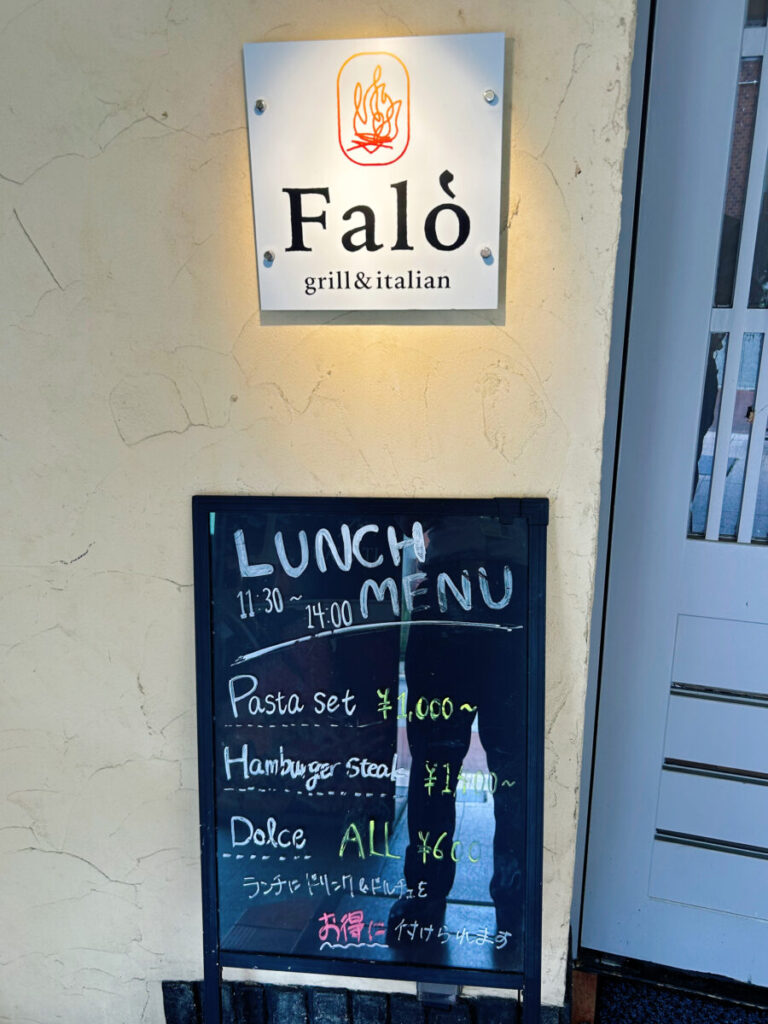 Falò
grill&italian
LUNCH
MENU
11:30~
14:00
Pasta set ¥1,000~
Hamburger steak
Dolce ALL ¥600
ランチにドリンク&ドルチェを
お得に 付けられます